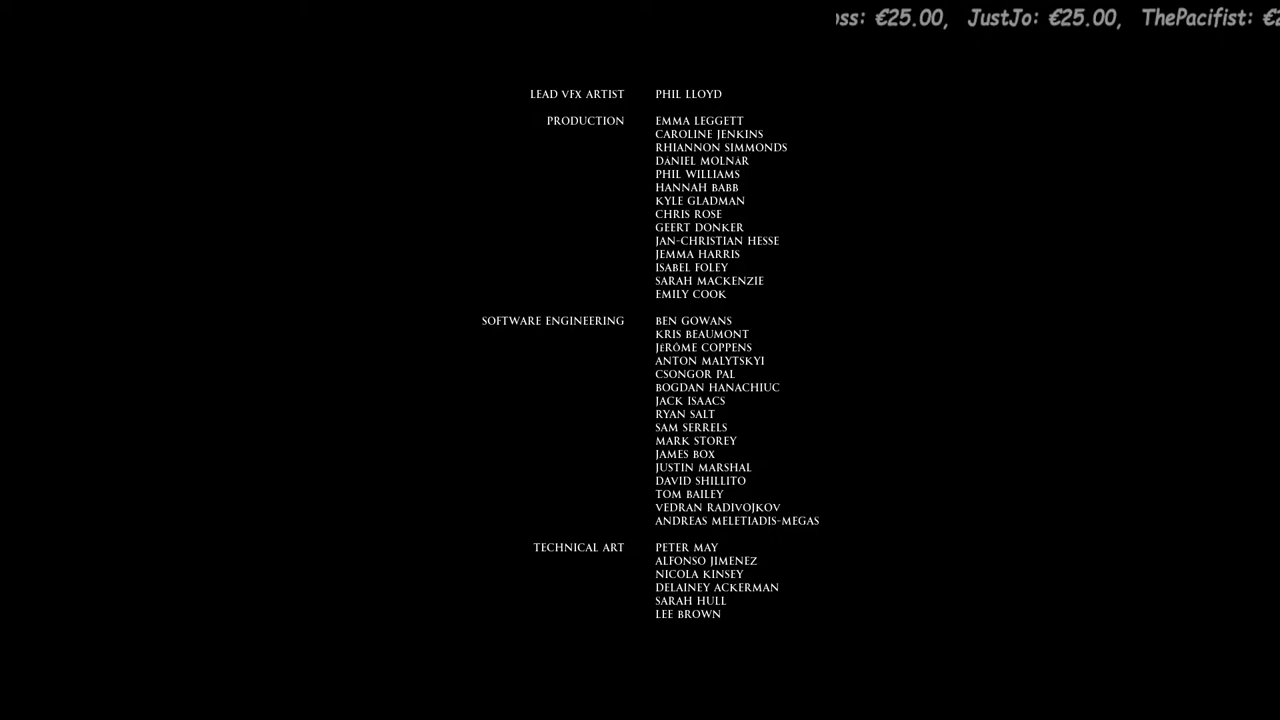 ss: €25.00, JustJo: €25.00, ThePacifist:
LEAD VFX ARTIST PHIL LLOYD
PRODUCTION EMMA LEGGETT
CAROLINE JENKINS
RHIANNON SIMMONDS
DÁNIEL MOLNÁR
PHIL WILLIAMS
HANNAH BABB
KYLE GLADMAN
CHRIS ROSE
GEERT DONKER
JAN-CHRISTIAN HESSE
JEMMA HARRIS
ISABEL FOLEY
SARAH MACKENZIE
EMILY COOK
SOFTWARE ENGINEERING BEN GOWANS
KRIS BEAUMONT
JÉRÔME COPPENS
ANTON MALYTSKYI
CSONGOR PAL
BOGDAN HANACHIUC
JACK ISAACS
RYAN SALT
SAM SERRELS
MARK STOREY
JAMES BOX
JUSTIN MARSHAL
DAVID SHILLITO
TOM BAILEY
VEDRAN RADIVOJKOV
ANDREAS MELETIADIS-MEGAS
TECHNICAL ART PETER MAY
ALFONSO JIMENEZ
NICOLA KINSEY
DELAINEY ACKERMAN
SARAH HULL
LEE BROWN